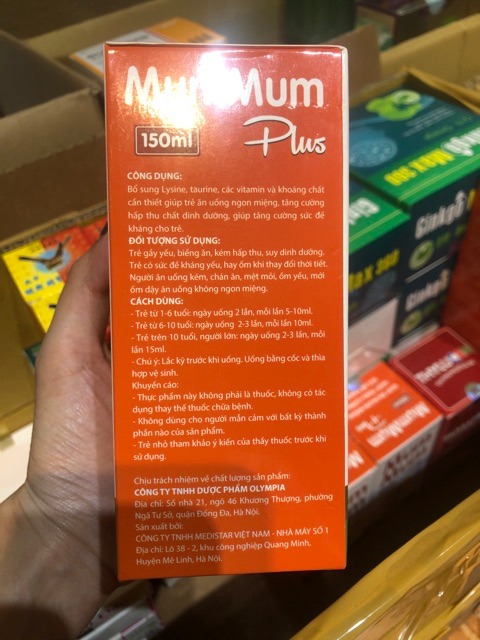 MumMum
150ml
Plus
CÔNG DỤNG:
Bổ sung Lysine, taurine, các vitamin và khoáng chất
cần thiết giúp trẻ ăn uống ngon miệng, tăng cường
hấp thu chất dinh dưỡng, giúp tăng cường sức đề
kháng cho trẻ.
ĐỐI TƯỢNG SỬ DỤNG:
Trẻ gầy yếu, biếng ăn, kém hấp thu, suy dinh dưỡng.
Trẻ có sức đề kháng yếu, hay ốm khi thay đổi thời tiết.
Người ăn uống kém, chán ăn, mệt mỏi, ốm yếu, mới
ốm dậy ăn uống không ngon miệng.
CÁCH DÙNG:
- Trẻ từ 1-6 tuổi: ngày uống 2 lần, mỗi lần 5-10ml.
- Trẻ từ 6-10 tuổi: ngày uống 2-3 lần, mỗi lần 10ml.
- Trẻ trên 10 tuổi, người lớn: ngày uống 2-3 lần, mỗi
lần 15ml.
- Chú ý: Lắc kỹ trước khi uống. Uống bằng cốc và thìa
hợp vệ sinh.
Khuyến cáo:
- Thực phẩm này không phải là thuốc, không có tác
dụng thay thế thuốc chữa bệnh.
- Không dùng cho người mẫn cảm với bất kỳ thành
phần nào của sản phẩm.
- Trẻ nhỏ tham khảo ý kiến của thầy thuốc trước khi
sử dụng.
Chịu trách nhiệm về chất lượng sản phẩm:
CÔNG TY TNHH DƯỢC PHẨM OLYMPIA
Địa chỉ: Số nhà 21, ngõ 46 Khương Thượng, phường
Ngã Tư Sở, quận Đống Đa, Hà Nội.
Sản xuất bởi:
CÔNG TY TNHH MEDISTAR VIỆT NAM - NHÀ MÁY SỐ 1
Địa chỉ: Lô 38 - 2, khu công nghiệp Quang Minh,
Huyện Mê Linh, Hà Nội.
Max 360
Ginkgo
MumMum